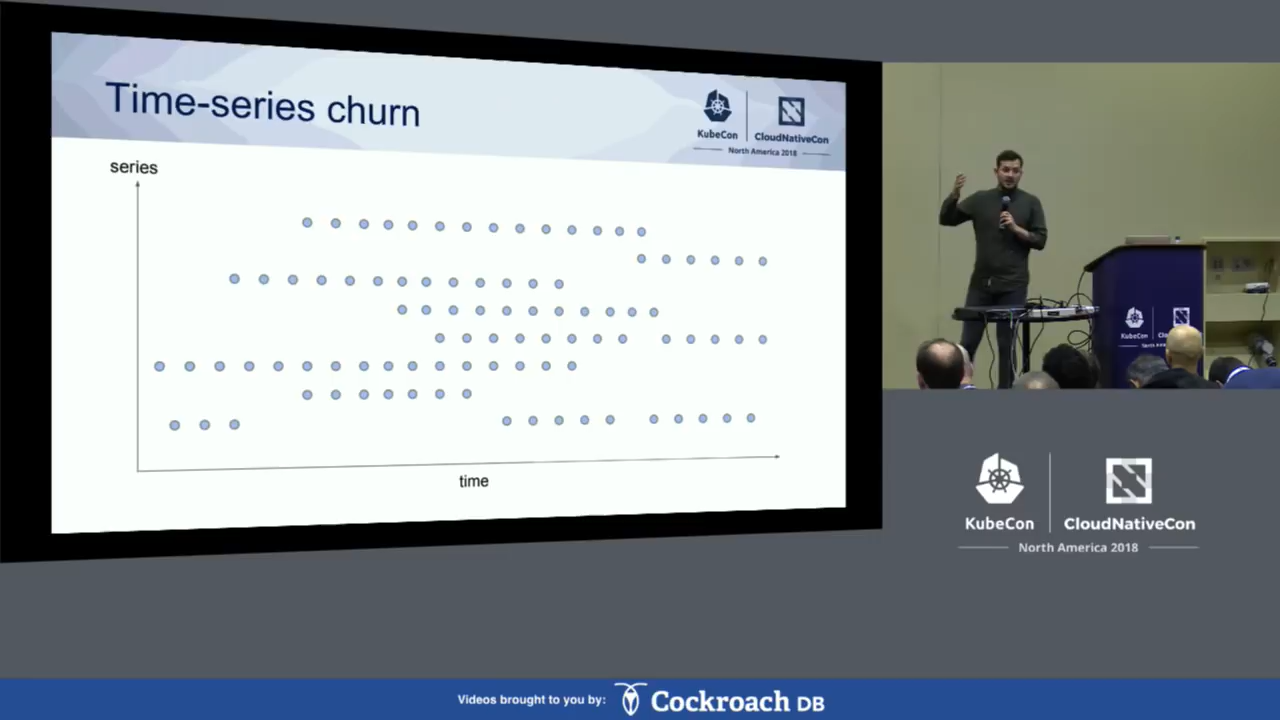 Time-series churn
KubeCon
CloudNativeCon
North America 2018
series
time
KubeCon
CloudNativeCon
North America 2018
Videos brought to you by:
Cockroach DB